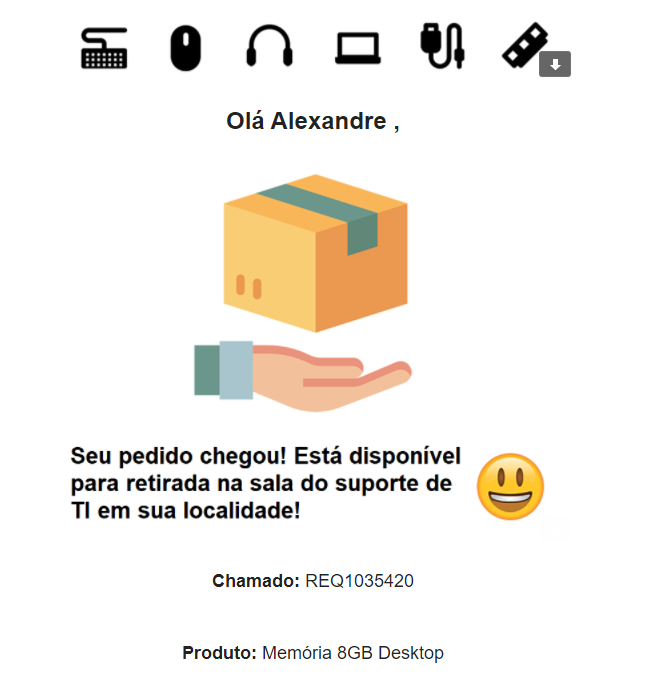 Olá Alexandre ,
Seu pedido chegou! Está disponível
para retirada na sala do suporte de
TI em sua localidade!
Chamado: REQ1035420
Produto: Memória 8GB Desktop